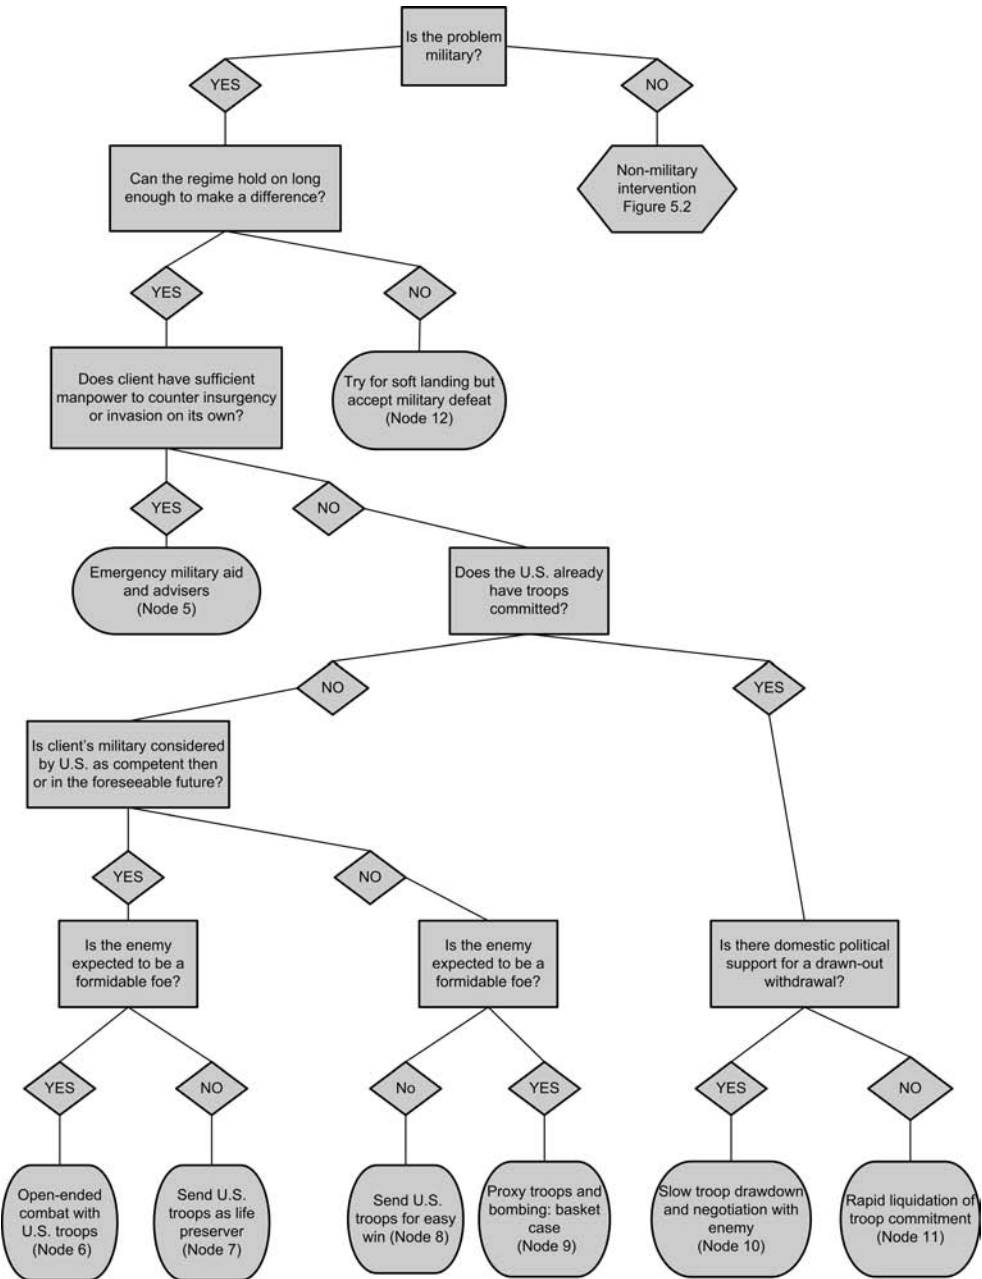 Is the problem
military?
YES
NO
Can the regime hold on long
enough to make a difference?
Non-military
intervention
Figure 5.2
YES
NO
Does client have sufficient
manpower to counter insurgency
or invasion on its own?
Try for soft landing but
accept military defeat
(Node 12)
YES
NO
Emergency military aid
and advisers
(Node 5)
Does the U.S. already
have troops
committed?
NO
YES
Is client's military considered
by U.S. as competent then
or in the foreseeable future?
YES
NO
Is the enemy
expected to be a
formidable foe?
Is the enemy
expected to be a
formidable foe?
Is there domestic political
support for a drawn-out
withdrawal?
YES
NO
No
YES
YES
NO
Open-ended
combat with
U.S. troops
(Node 6)
Send U.S.
troops as life
preserver
(Node 7)
Send U.S.
troops for easy
win (Node 8)
Proxy troops and
bombing: basket
case
(Node 9)
Slow troop drawdown
and negotiation with
enemy
(Node 10)
Rapid liquidation of
troop commitment
(Node 11)